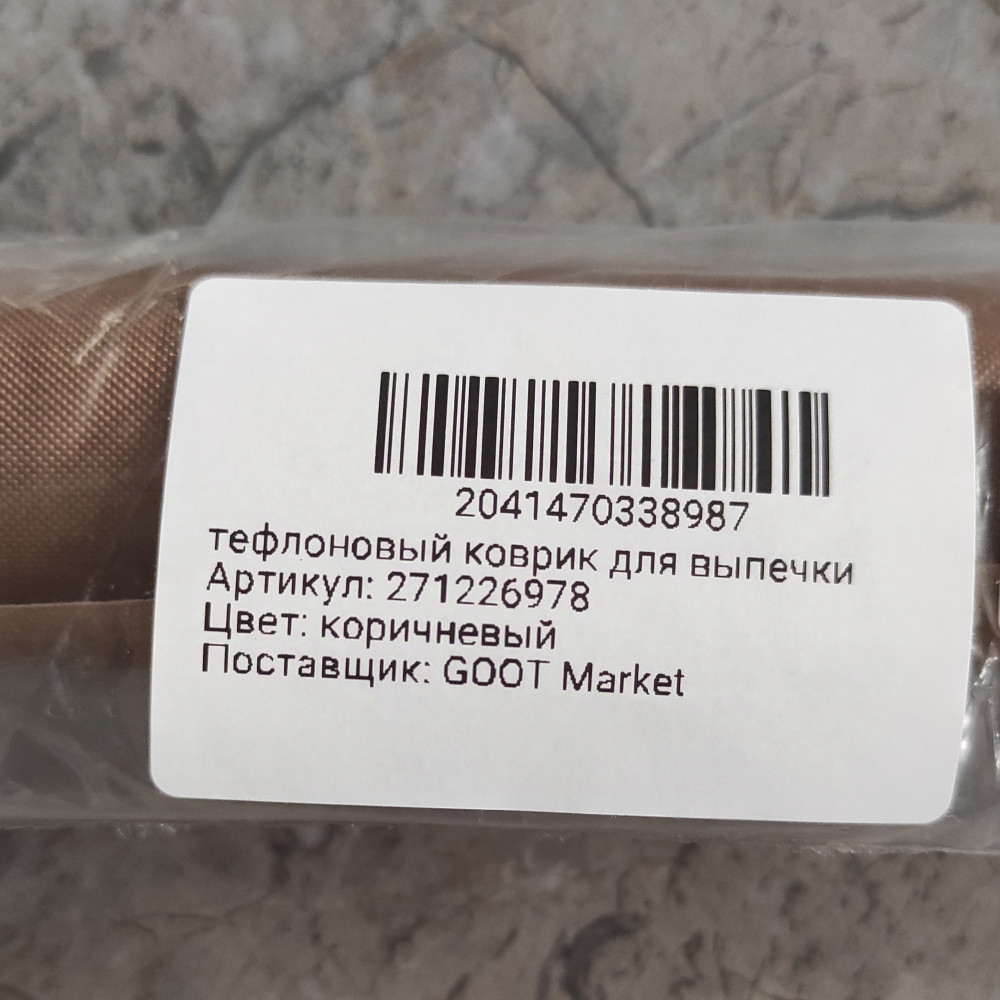 2041470338987
тефлоновый коврик для выпечки
Артикул: 271226978
Цвет: коричневый
Поставщик: GOOT Market